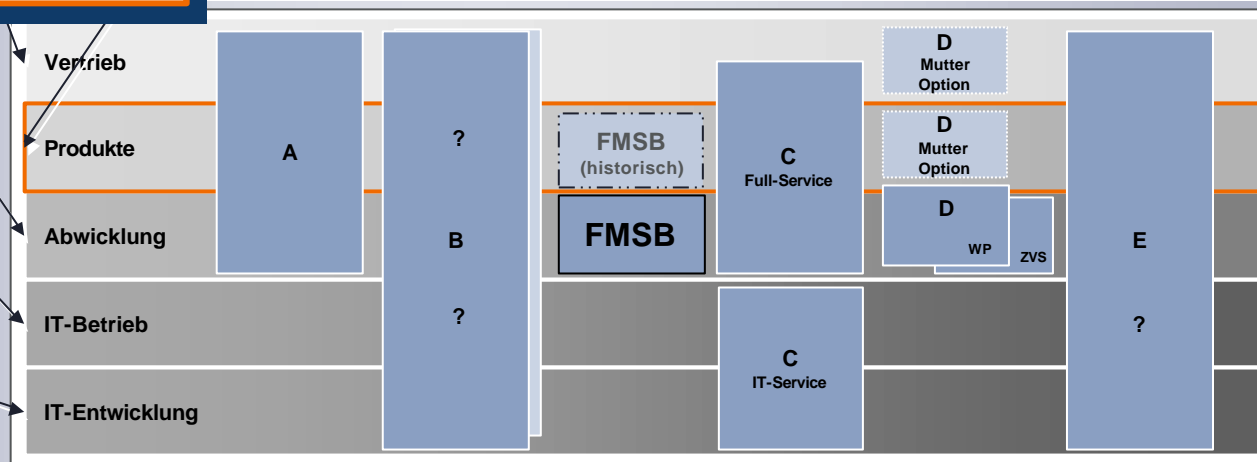 Vertrieb
Produkte
Abwicklung
IT-Betrieb
IT-Entwicklung
A
?
B
?
FMSB
(historisch)
FMSB
C
Full-Service
C
IT-Service
D
Mutter
Option
D
Mutter
Option
D
WP
ZVS
E
?